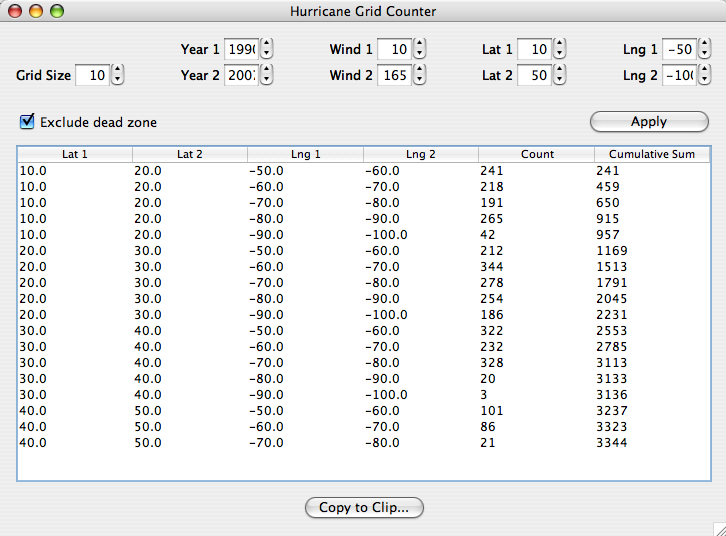 Hurricane Grid Counter
Year 1 1990 Wind 1 10 Lat 1 10 Lng 1 -50
Grid Size 10 Year 2 200 Wind 2 165 Lat 2 50 Lng 2 -100
Exclude dead zone Apply
Lat 1 Lat 2 Lng 1 Lng 2 Count Cumulative Sum
10.0 20.0 -50.0 -60.0 241 241
10.0 20.0 -60.0 -70.0 218 459
10.0 20.0 -70.0 -80.0 191 650
10.0 20.0 -80.0 -90.0 265 915
10.0 20.0 -90.0 -100.0 42 957
20.0 30.0 -50.0 -60.0 212 1169
20.0 30.0 -60.0 -70.0 344 1513
20.0 30.0 -70.0 -80.0 278 1791
20.0 30.0 -80.0 -90.0 254 2045
20.0 30.0 -90.0 -100.0 186 2231
30.0 40.0 -50.0 -60.0 322 2553
30.0 40.0 -60.0 -70.0 232 2785
30.0 40.0 -70.0 -80.0 328 3113
30.0 40.0 -80.0 -90.0 20 3133
30.0 40.0 -90.0 -100.0 3 3136
40.0 50.0 -50.0 -60.0 101 3237
40.0 50.0 -60.0 -70.0 86 3323
40.0 50.0 -70.0 -80.0 21 3344
Copy to Clip...